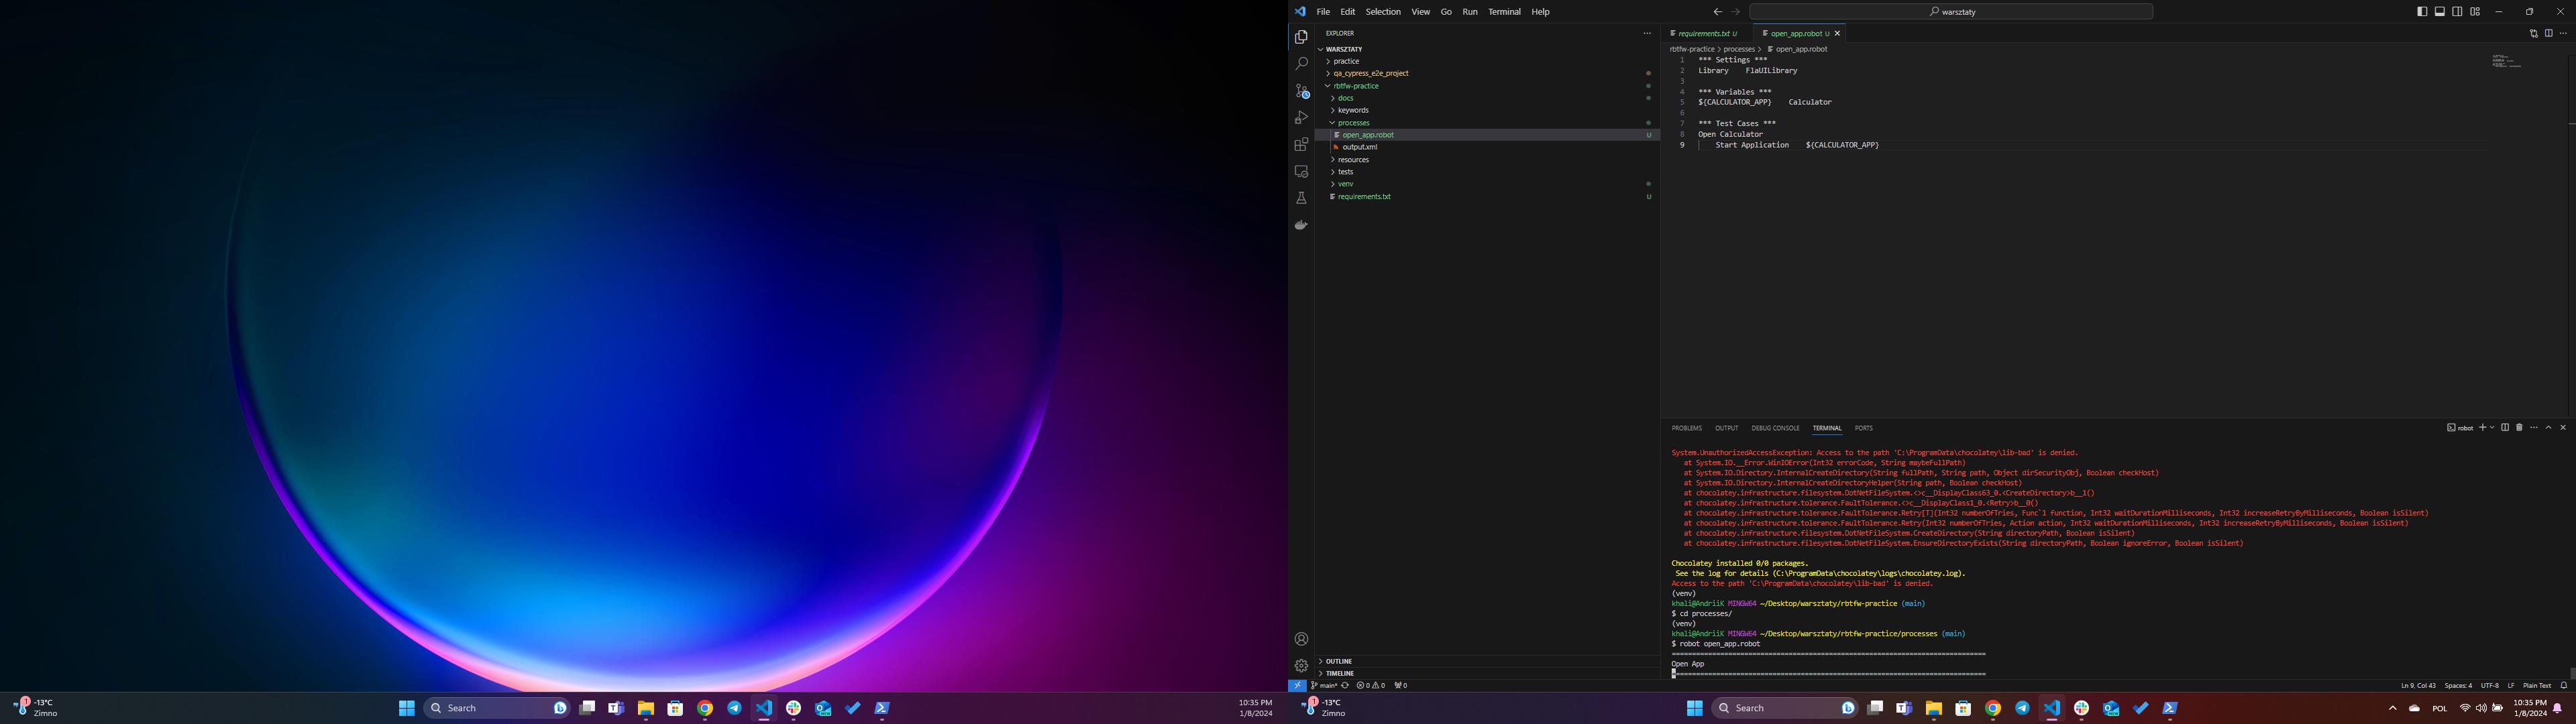 File Edit Selection View Go Run Terminal Help
warsztaty
EXPLORER
WARSZTATY
practice
qa_cypress_e2e_project
rbtfw-practice
docs
keywords
processes
open_app.robot U
output.xml
resources
tests
venv
requirements.txt U
OUTLINE
TIMELINE
requirements.txt U
open_app.robot U
rbtfw-practice > processes > open_app.robot
1 *** Settings ***
2 Library    FlaUILibrary
3
4 *** Variables ***
5 ${CALCULATOR_APP}    Calculator
6
7 *** Test Cases ***
8 Open Calculator
9     Start Application    ${CALCULATOR_APP}
PROBLEMS OUTPUT DEBUG CONSOLE TERMINAL PORTS
robot
System.UnauthorizedAccessException: Access to the path 'C:\ProgramData\chocolatey\lib-bad' is denied.
at System.IO.__Error.WinIOError(Int32 errorCode, String maybeFullPath)
at System.IO.Directory.InternalCreateDirectory(String fullPath, String path, Object dirSecurityObj, Boolean checkHost)
at System.IO.Directory.InternalCreateDirectoryHelper(String path, Boolean checkHost)
at chocolatey.infrastructure.filesystem.DotNetFileSystem.<>c__DisplayClass63_0.<CreateDirectory>b__1()
at chocolatey.infrastructure.tolerance.FaultTolerance.<>c__DisplayClass1_0.<Retry>b__0()
at chocolatey.infrastructure.tolerance.FaultTolerance.Retry[T](Int32 numberOfTries, Func`1 function, Int32 waitDurationMilliseconds, Int32 increaseRetryByMilliseconds, Boolean isSilent)
at chocolatey.infrastructure.tolerance.FaultTolerance.Retry(Int32 numberOfTries, Action action, Int32 waitDurationMilliseconds, Int32 increaseRetryByMilliseconds, Boolean isSilent)
at chocolatey.infrastructure.filesystem.DotNetFileSystem.CreateDirectory(String directoryPath, Boolean isSilent)
at chocolatey.infrastructure.filesystem.DotNetFileSystem.EnsureDirectoryExists(String directoryPath, Boolean ignoreError, Boolean isSilent)
Chocolatey installed 0/0 packages.
See the log for details (C:\ProgramData\chocolatey\logs\chocolatey.log).
Access to the path 'C:\ProgramData\chocolatey\lib-bad' is denied.
(venv)
khali@AndriiK MINGW64 ~/Desktop/warsztaty/rbtfw-practice (main)
$ cd processes/
(venv)
khali@AndriiK MINGW64 ~/Desktop/warsztaty/rbtfw-practice/processes (main)
$ robot open_app.robot
==============================================================================
Open App
==============================================================================
main* 0 0 0
Ln 9, Col 43 Spaces: 4 UTF-8 LF Plain Text
1 -13°C
Zimno
Search
10:35 PM
1/8/2024
1 -13°C
Zimno
Search
POL
10:35 PM
1/8/2024